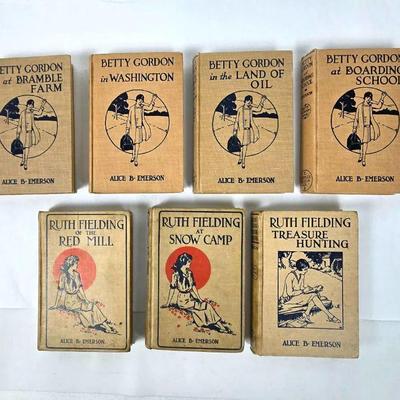 BETTY GORDON
at BRAMBLE
FARM
ALICE B. EMERSON
BETTY GORDON
in WASHINGTON
ALICE B. EMERSON
BETTY GORDON
in the LAND OF
OIL
ALICE B. EMERSON
BETTY GORDON
at BOARDING
SCHOOL
ALICE B. EMERSON
RUTH FIELDING
OF THE
RED MILL
ALICE B. EMERSON
RUTH FIELDING
AT
SNOW CAMP
ALICE B. EMERSON
RUTH FIELDING
TREASURE
HUNTING
ALICE B. EMERSON